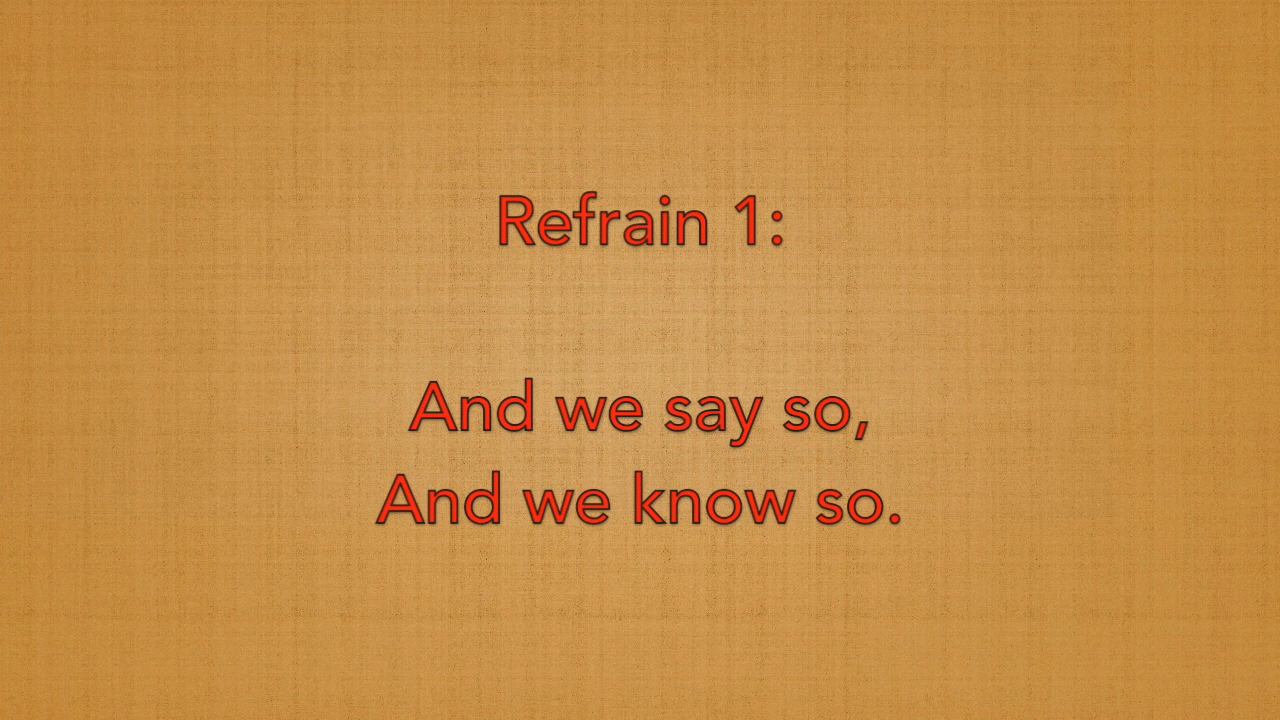 Refrain 1:
And we say so,
And we know so.